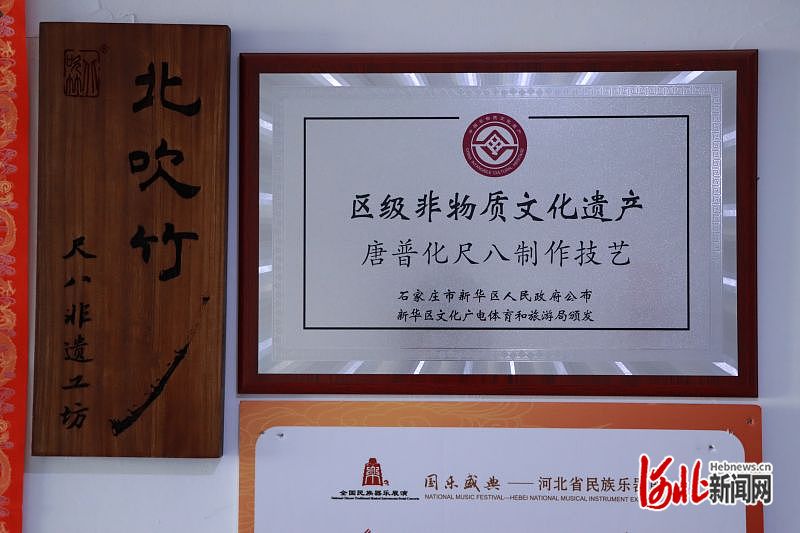 北吹竹
尺八非遗工坊
区级非物质文化遗产
唐普化尺八制作技艺
石家庄市新华区人民政府公布
新华区文化广电体育和旅游局颁发
全国民族器乐展演
国乐盛典——河北省民族乐器
NATIONAL MUSIC FESTIVAL—HEBEI NATIONAL MUSICAL INSTRUMENT EX
Hebnews.cn
河北新闻网